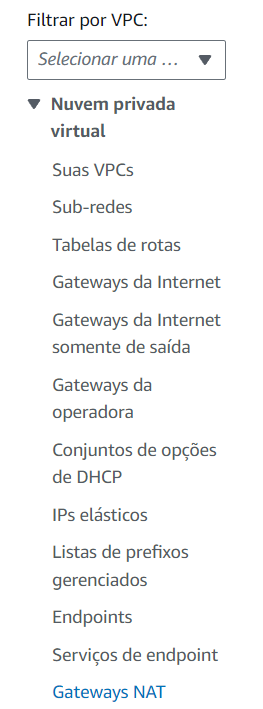 Filtrar por VPC:
Selecionar uma ...
Nuvem privada
virtual
Suas VPCs
Sub-redes
Tabelas de rotas
Gateways da Internet
Gateways da Internet
somente de saída
Gateways da
operadora
Conjuntos de opções
de DHCP
IPs elásticos
Listas de prefixos
gerenciados
Endpoints
Serviços de endpoint
Gateways NAT